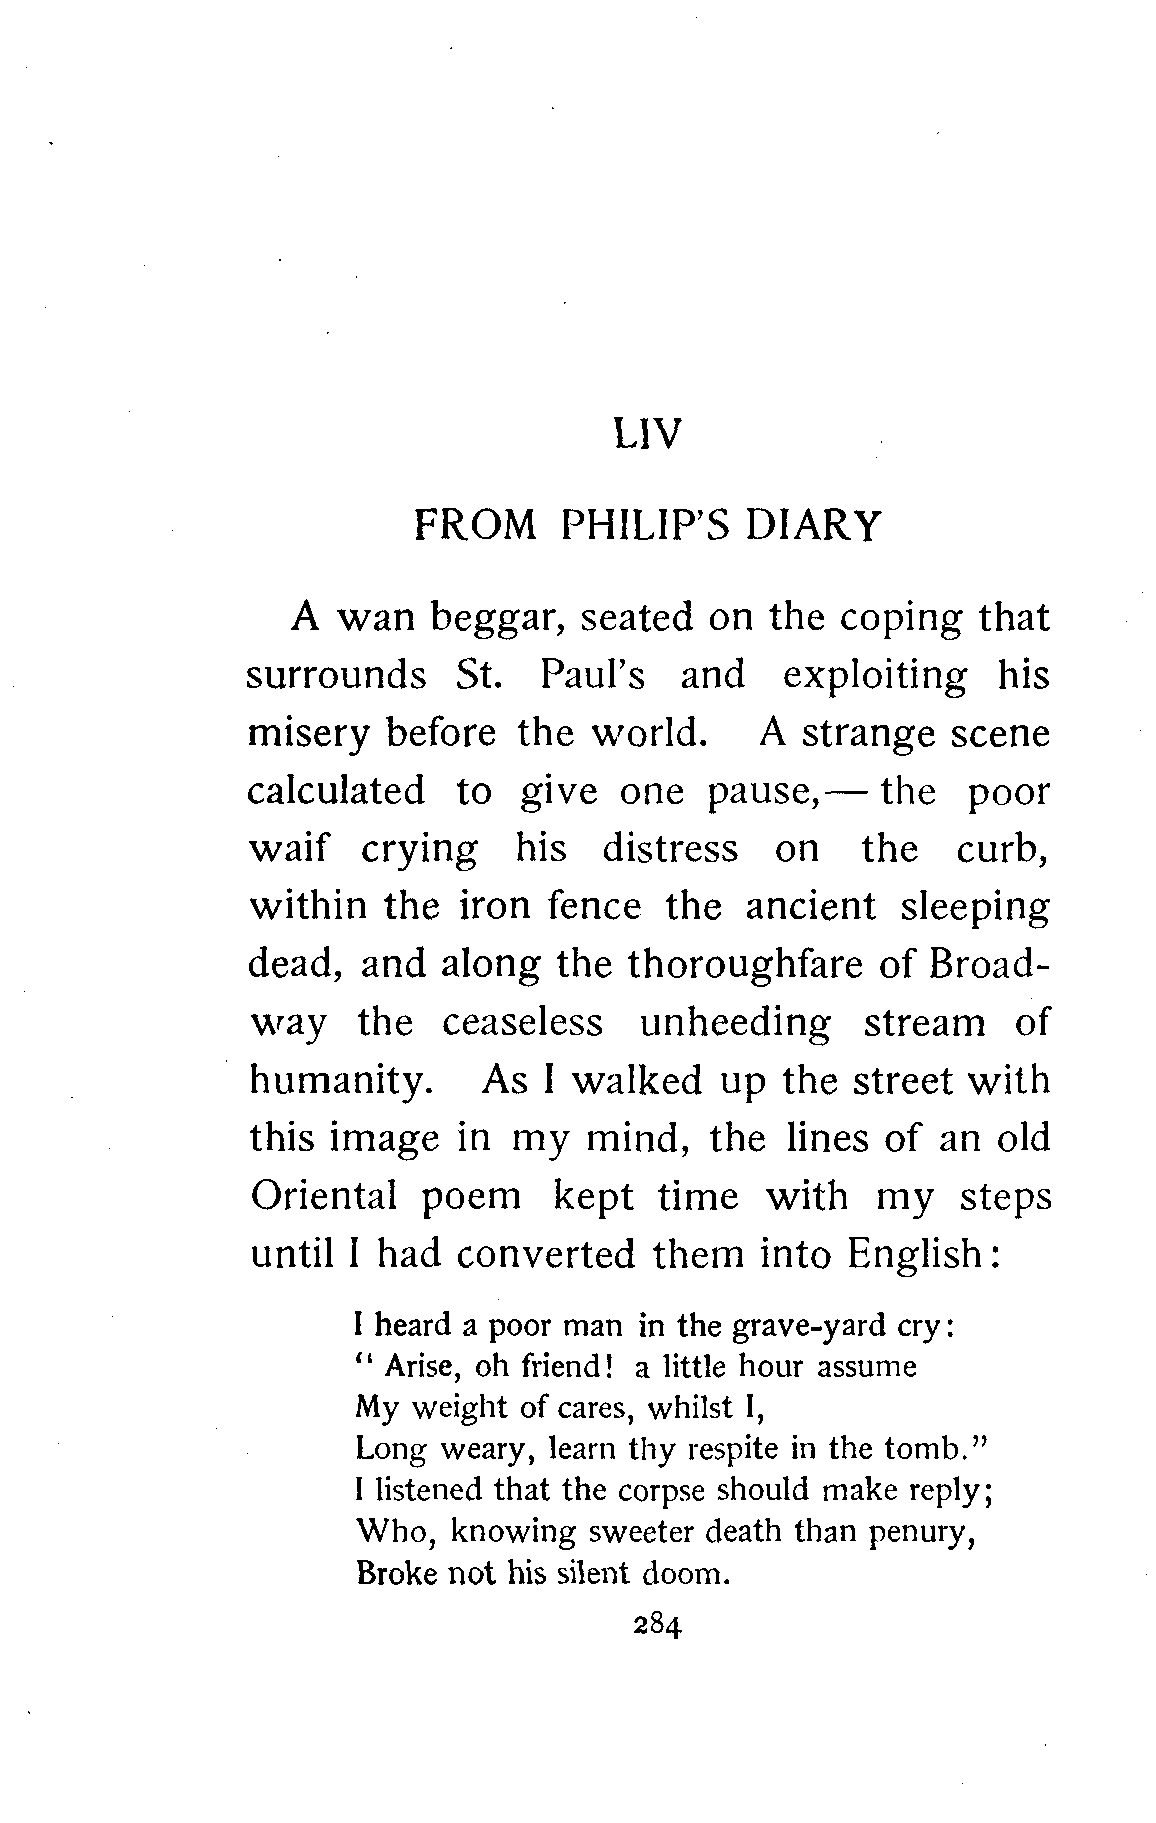 LIV
FROM PHILIP'S DIARY
A wan beggar, seated on the coping that
surrounds St. Paul's and exploiting his
misery before the world. A strange scene
calculated to give one pause,— the poor
waif crying his distress on the curb,
within the iron fence the ancient sleeping
dead, and along the thoroughfare of Broad-
way the ceaseless unheeding stream of
humanity. As I walked up the street with
this image in my mind, the lines of an old
Oriental poem kept time with my steps
until I had converted them into English:
I heard a poor man in the grave-yard cry:
" Arise, oh friend! a little hour assume
My weight of cares, whilst I,
Long weary, learn thy respite in the tomb."
I listened that the corpse should make reply;
Who, knowing sweeter death than penury,
Broke not his silent doom.
284